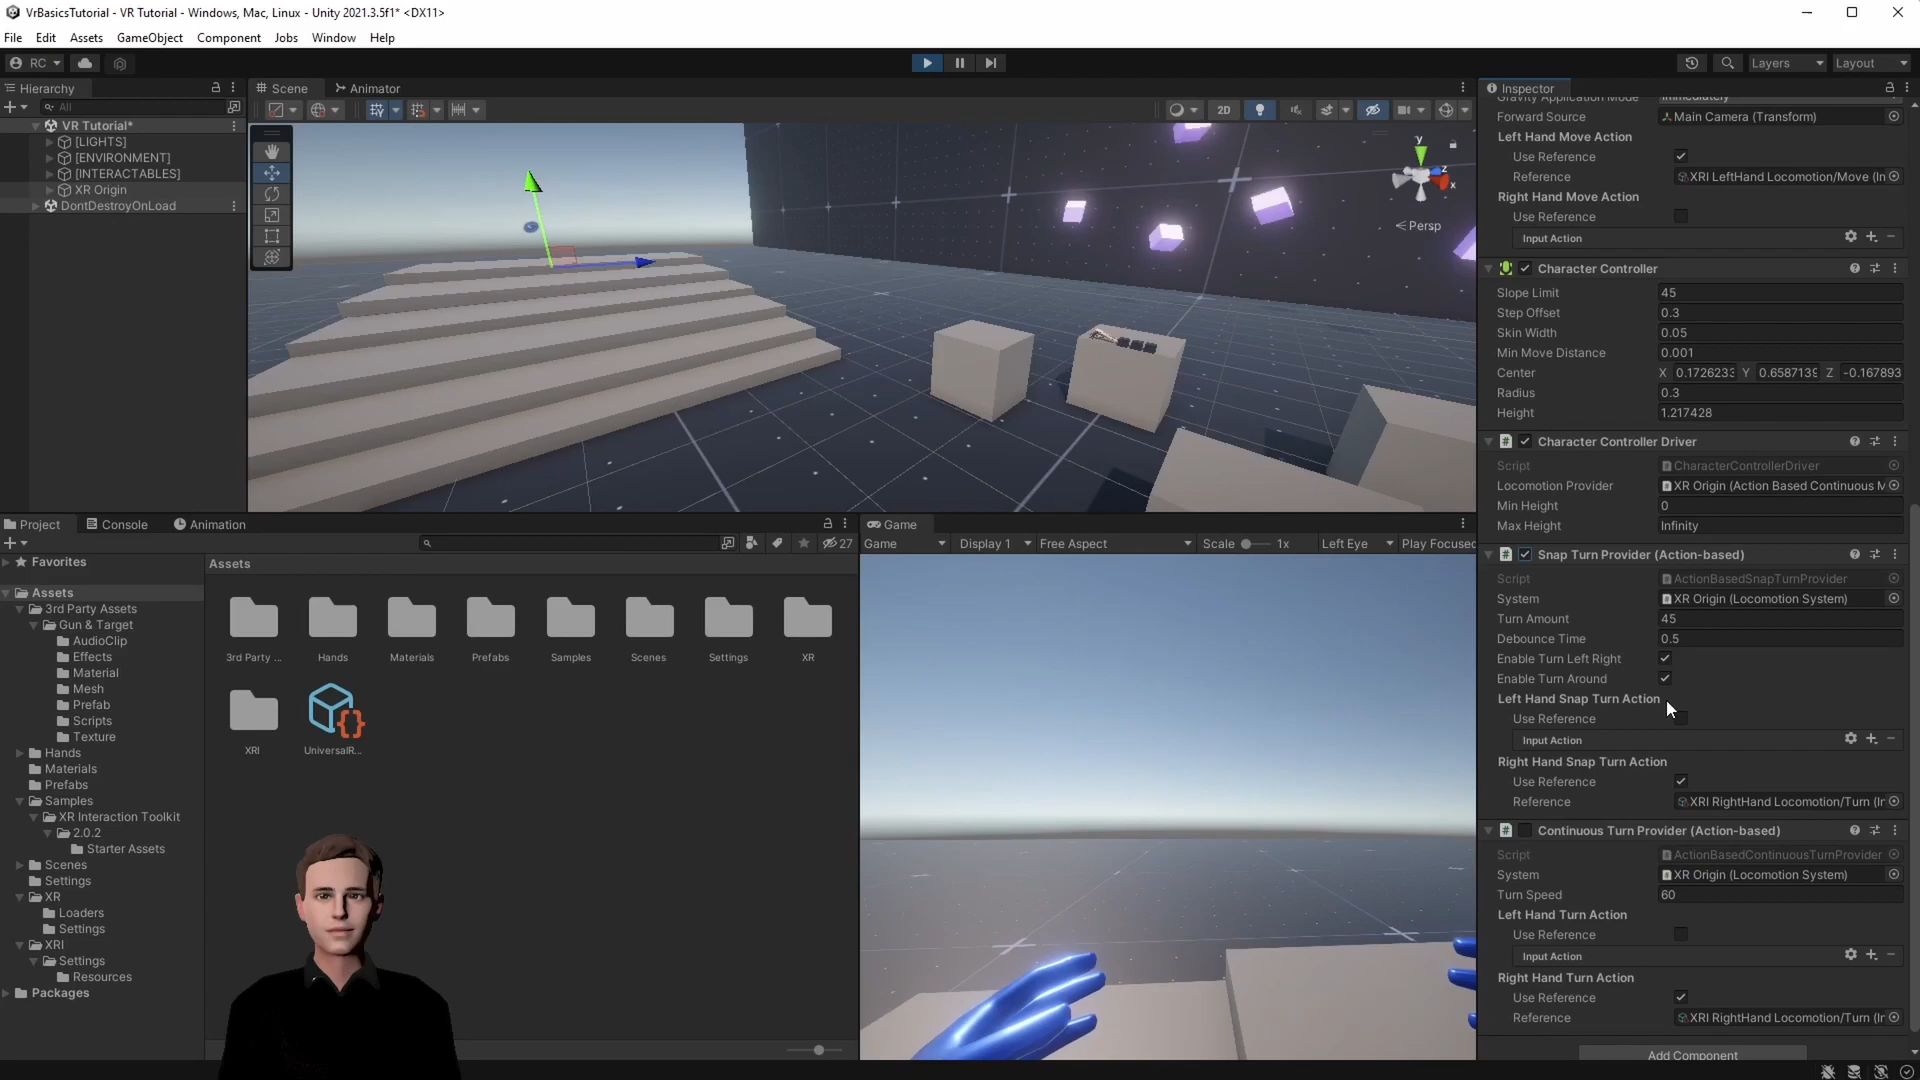 VrBasicsTutorial - VR Tutorial - Windows, Mac, Linux - Unity 2021.3.5f1* <DX11>
File Edit Assets GameObject Component Jobs Window Help
RC Layers Layout
Hierarchy
All
VR Tutorial*
[LIGHTS]
[ENVIRONMENT]
[INTERACTABLES]
XR Origin
DontDestroyOnLoad
Scene Animator
2D
y
z
x
Persp
Project Console Animation
27
Favorites
Assets
3rd Party Assets
Gun & Target
AudioClip
Effects
Material
Mesh
Prefab
Scripts
Texture
Hands
Materials
Prefabs
Samples
XR Interaction Toolkit
2.0.2
Starter Assets
Scenes
Settings
XR
Loaders
Settings
XRI
Settings
Resources
Packages
Assets
3rd Party ... Hands Materials Prefabs Samples Scenes Settings XR
XRI UniversalR...
Game
Game Display 1 Free Aspect Scale 1x Left Eye Play Focused
Inspector
Gravity Application Mode Immediately
Forward Source Main Camera (Transform)
Left Hand Move Action
Use Reference
Reference XRI LeftHand Locomotion/Move (In
Right Hand Move Action
Use Reference
Input Action
Character Controller
Slope Limit 45
Step Offset 0.3
Skin Width 0.05
Min Move Distance 0.001
Center X 0.172623 Y 0.658713 Z -0.167893
Radius 0.3
Height 1.217428
Character Controller Driver
Script CharacterControllerDriver
Locomotion Provider XR Origin (Action Based Continuous M
Min Height 0
Max Height Infinity
Snap Turn Provider (Action-based)
Script ActionBasedSnapTurnProvider
System XR Origin (Locomotion System)
Turn Amount 45
Debounce Time 0.5
Enable Turn Left Right
Enable Turn Around
Left Hand Snap Turn Action
Use Reference
Input Action
Right Hand Snap Turn Action
Use Reference
Reference XRI RightHand Locomotion/Turn (Ir
Continuous Turn Provider (Action-based)
Script ActionBasedContinuousTurnProvider
System XR Origin (Locomotion System)
Turn Speed 60
Left Hand Turn Action
Use Reference
Input Action
Right Hand Turn Action
Use Reference
Reference XRI RightHand Locomotion/Turn (Ir
Add Component